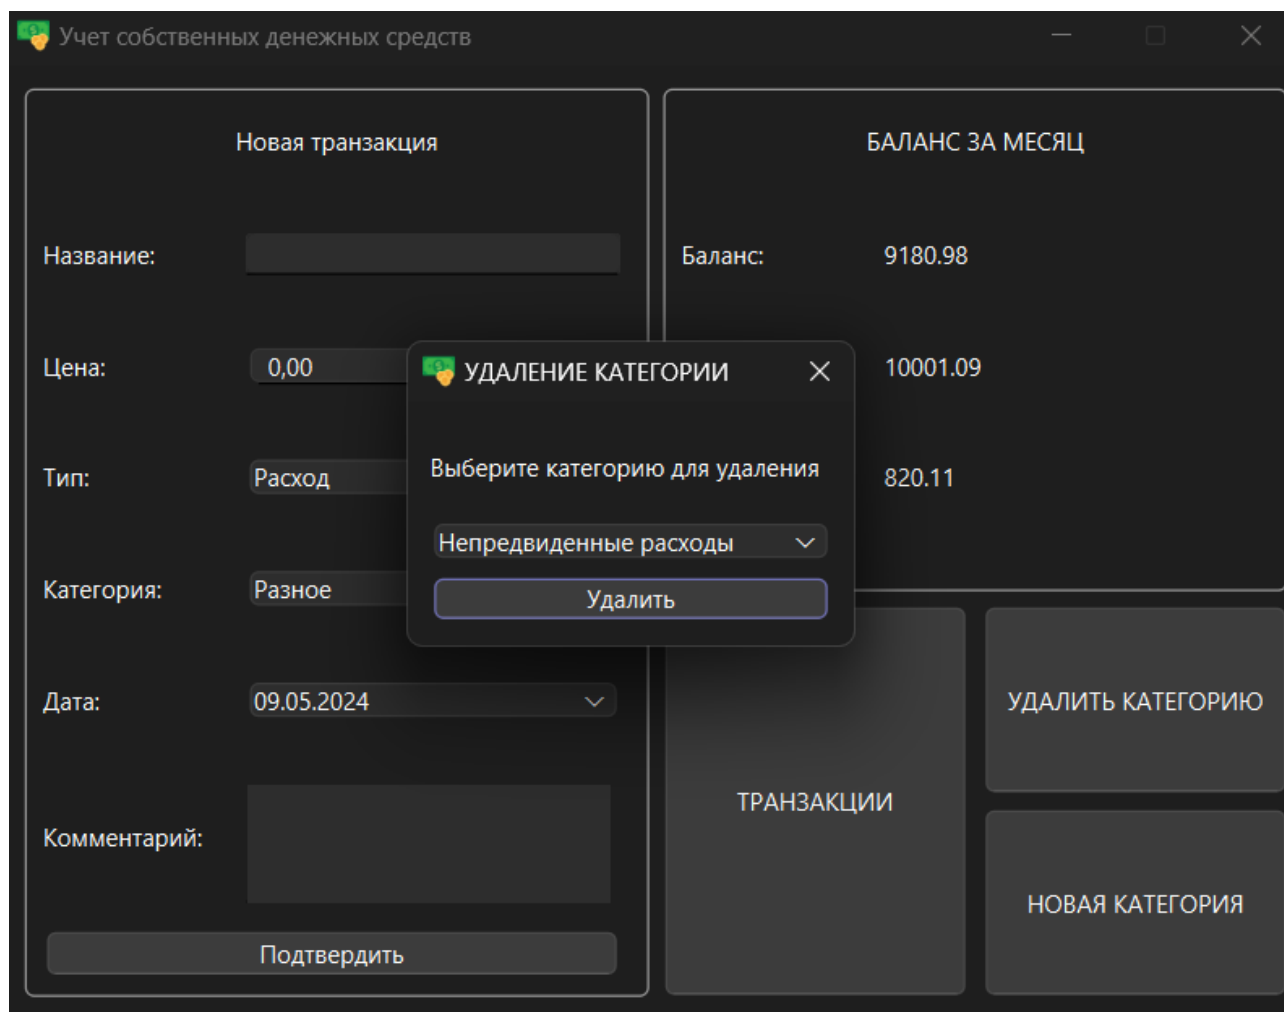 Учет собственных денежных средств
Новая транзакция
Название:
Цена:
0,00
Тип:
Расход
Категория:
Разное
Дата:
09.05.2024
Комментарий:
Подтвердить
БАЛАНС ЗА МЕСЯЦ
Баланс:
9180.98
10001.09
820.11
УДАЛЕНИЕ КАТЕГОРИИ
Выберите категорию для удаления
Непредвиденные расходы
Удалить
ТРАНЗАКЦИИ
УДАЛИТЬ КАТЕГОРИЮ
НОВАЯ КАТЕГОРИЯ